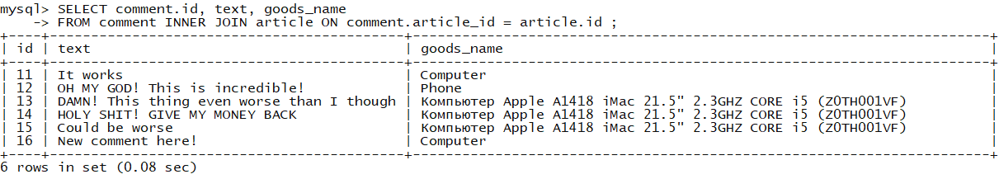 mysql> SELECT comment.id, text, goods_name
    -> FROM comment INNER JOIN article ON comment.article_id = article.id ;
+----+-----------------------------------------+----------------------------------------------------------------------+
| id | text                                    | goods_name                                                           |
+----+-----------------------------------------+----------------------------------------------------------------------+
| 11 | It works                                | Computer                                                             |
| 12 | OH MY GOD! This is incredible!          | Phone                                                                |
| 13 | DAMN! This thing even worse than I though | Компьютер Apple A1418 iMac 21.5" 2.3GHZ CORE i5 (Z0TH001VF)          |
| 14 | HOLY SHIT! GIVE MY MONEY BACK           | Компьютер Apple A1418 iMac 21.5" 2.3GHZ CORE i5 (Z0TH001VF)          |
| 15 | Could be worse                          | Компьютер Apple A1418 iMac 21.5" 2.3GHZ CORE i5 (Z0TH001VF)          |
| 16 | New comment here!                       | Computer                                                             |
+----+-----------------------------------------+----------------------------------------------------------------------+
6 rows in set (0.08 sec)